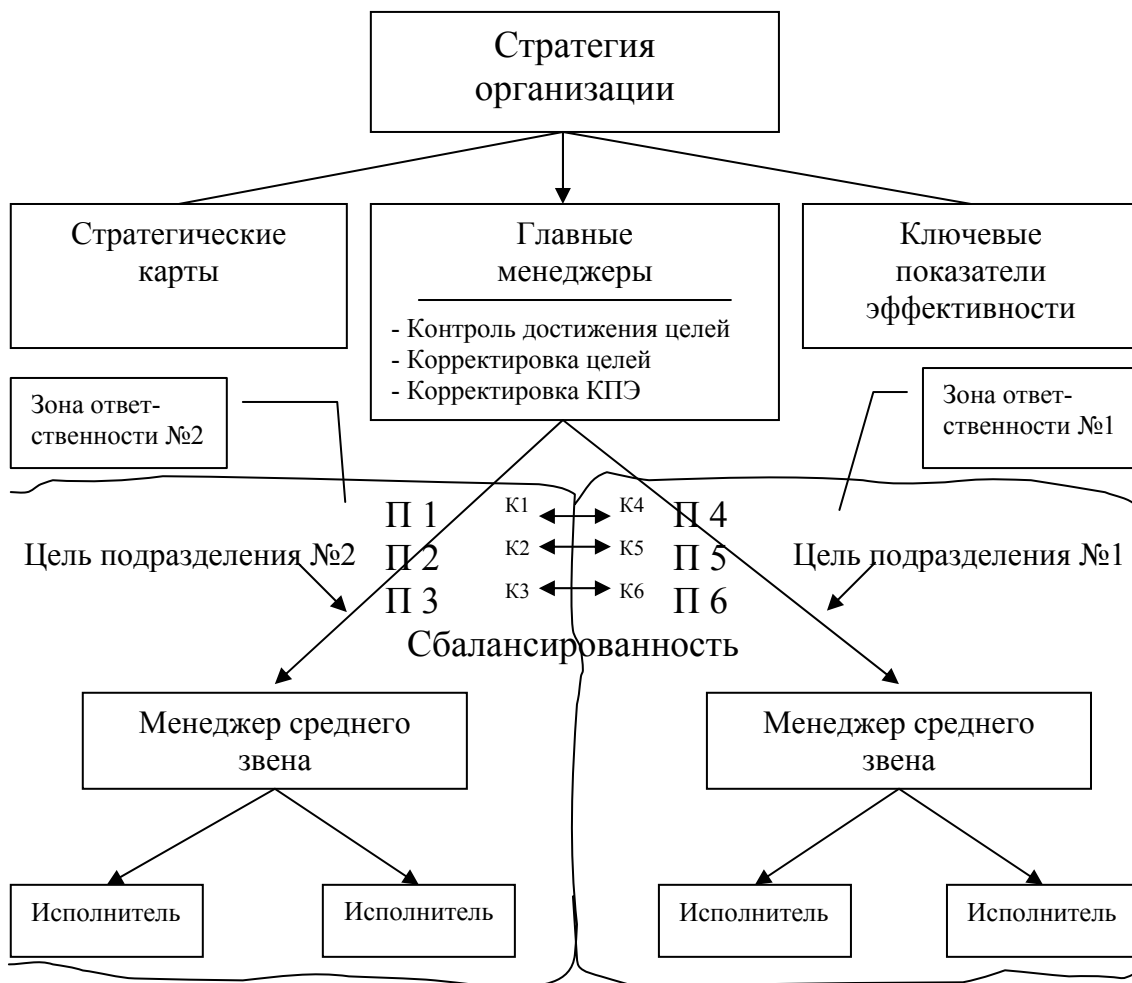 Стратегия
организации
Стратегические
карты
Главные
менеджеры
- Контроль достижения целей
- Корректировка целей
- Корректировка КПЭ
Ключевые
показатели
эффективности
Зона ответ-
ственности №2
Зона ответ-
ственности №1
П 1 К1 К4 П 4
Цель подразделения №2 П 2 К2 К5 П 5 Цель подразделения №1
П 3 К3 К6 П 6
Сбалансированность
Менеджер среднего
звена
Менеджер среднего
звена
Исполнитель
Исполнитель
Исполнитель
Исполнитель